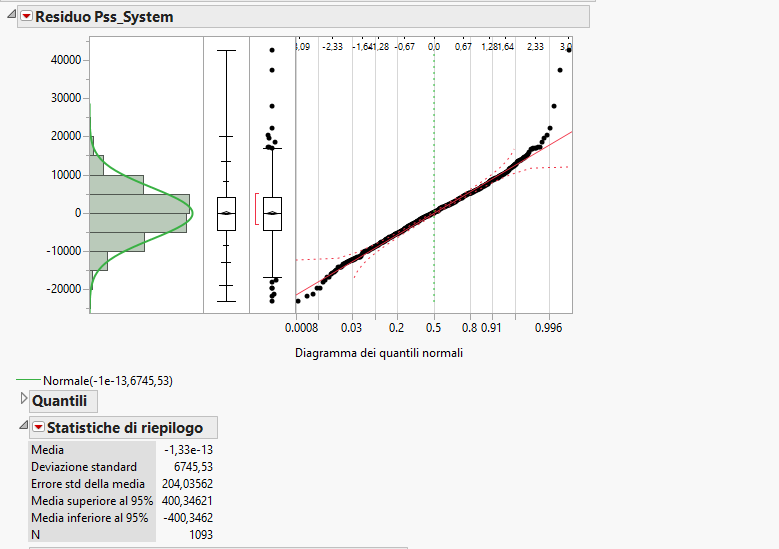 Residuo Pss_System
3,09 -2,33 -1,64 -1,28 -0,67 0,0 0,67 1,28 1,64 2,33 3,0
40000
30000
20000
10000
0
-10000
-20000
0.0008 0.03 0.2 0.5 0.8 0.91 0.996
Diagramma dei quantili normali
Normale(-1e-13,6745,53)
Quantili
Statistiche di riepilogo
Media -1,33e-13
Deviazione standard 6745,53
Errore std della media 204,03562
Media superiore al 95% 400,34621
Media inferiore al 95% -400,3462
N 1093